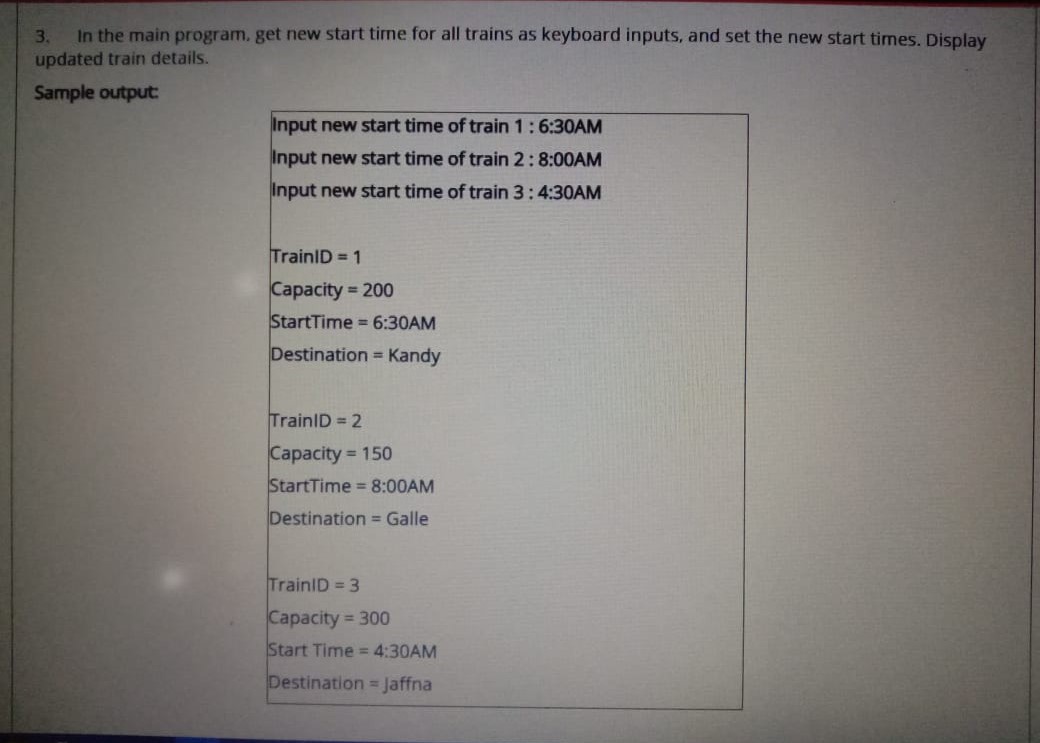 3. In the main program, get new start time for all trains as keyboard inputs, and set the new start times. Display
updated train details.
Sample output:
Input new start time of train 1 : 6:30AM
Input new start time of train 2 : 8:00AM
Input new start time of train 3 : 4:30AM
TrainID = 1
Capacity = 200
StartTime = 6:30AM
Destination = Kandy
TrainID = 2
Capacity = 150
StartTime = 8:00AM
Destination = Galle
TrainID = 3
Capacity = 300
Start Time = 4:30AM
Destination = Jaffna